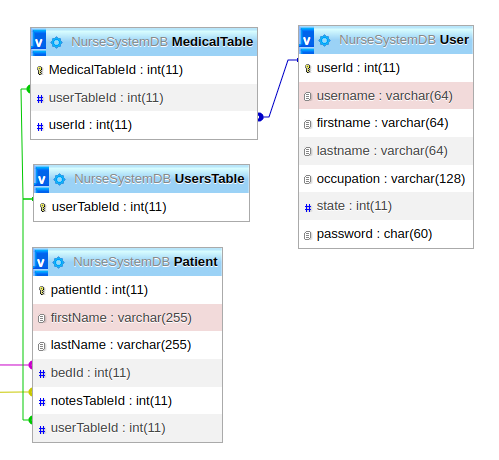 v NurseSystemDB MedicalTable
MedicalTableId : int(11)
# userTableId : int(11)
# userId : int(11)
v NurseSystemDB User
userId : int(11)
username : varchar(64)
firstname : varchar(64)
lastname : varchar(64)
occupation : varchar(128)
# state : int(11)
password : char(60)
v NurseSystemDB UsersTable
userTableId : int(11)
v NurseSystemDB Patient
patientId : int(11)
firstName : varchar(255)
lastName : varchar(255)
# bedId : int(11)
# notesTableId : int(11)
# userTableId : int(11)